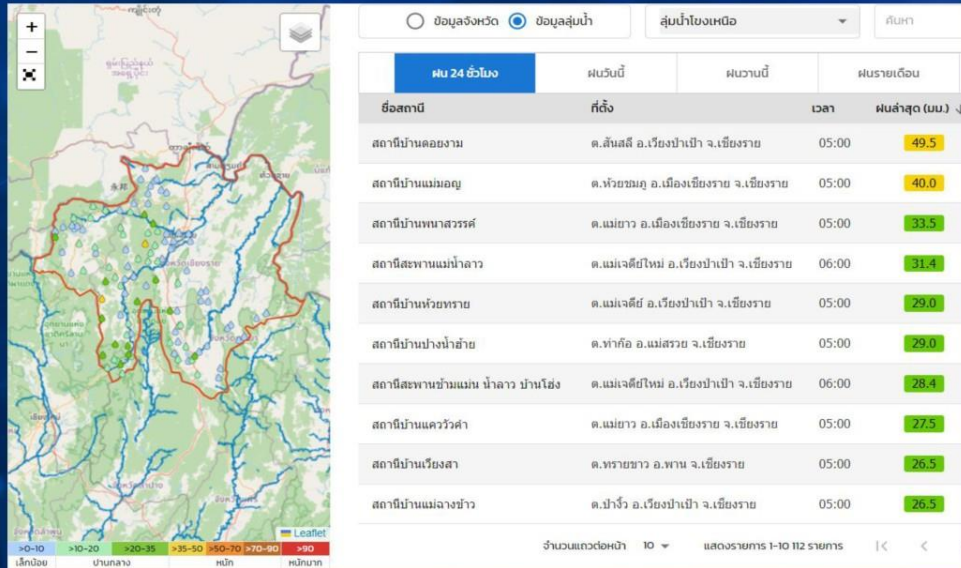 ข้อมูลจังหวัด ข้อมูลลุ่มน้ำ ลุ่มน้ำโขงเหนือ ค้นหา
ฝน 24 ชั่วโมง ฝนวันนี้ ฝนวานนี้ ฝนรายเดือน
ชื่อสถานี ที่ตั้ง เวลา ฝนล่าสุด (มม.)
สถานีบ้านดอยงาม ต.สันสลี อ.เวียงป่าเป้า จ.เชียงราย 05:00 49.5
สถานีบ้านแม่มอญ ต.ห้วยชมภู อ.เมืองเชียงราย จ.เชียงราย 05:00 40.0
สถานีบ้านพนาสวรรค์ ต.แม่ยาว อ.เมืองเชียงราย จ.เชียงราย 05:00 33.5
สถานีสะพานแม่น้ำลาว ต.แม่เจดีย์ใหม่ อ.เวียงป่าเป้า จ.เชียงราย 06:00 31.4
สถานีบ้านห้วยทราย ต.แม่เจดีย์ อ.เวียงป่าเป้า จ.เชียงราย 05:00 29.0
สถานีบ้านปางน้ำฮ้าย ต.ท่าก๊อ อ.แม่สรวย จ.เชียงราย 05:00 29.0
สถานีสะพานข้ามแม่น น้ำลาว บ้านโฮ่ง ต.แม่เจดีย์ใหม่ อ.เวียงป่าเป้า จ.เชียงราย 06:00 28.4
สถานีบ้านแควัวคำ ต.แม่ยาว อ.เมืองเชียงราย จ.เชียงราย 05:00 27.5
สถานีบ้านเวียงสา ต.ทรายขาว อ.พาน จ.เชียงราย 05:00 26.5
สถานีบ้านแม่ฉางข้าว ต.ป่างิ้ว อ.เวียงป่าเป้า จ.เชียงราย 05:00 26.5
จำนวนแถวต่อหน้า 10 แสดงรายการ 1-10 112 รายการ
Leaflet
>0-10 >10-20 >20-35 >35-50 >50-70 >70-90 >90
เล็กน้อย ปานกลาง หนัก หนักมาก